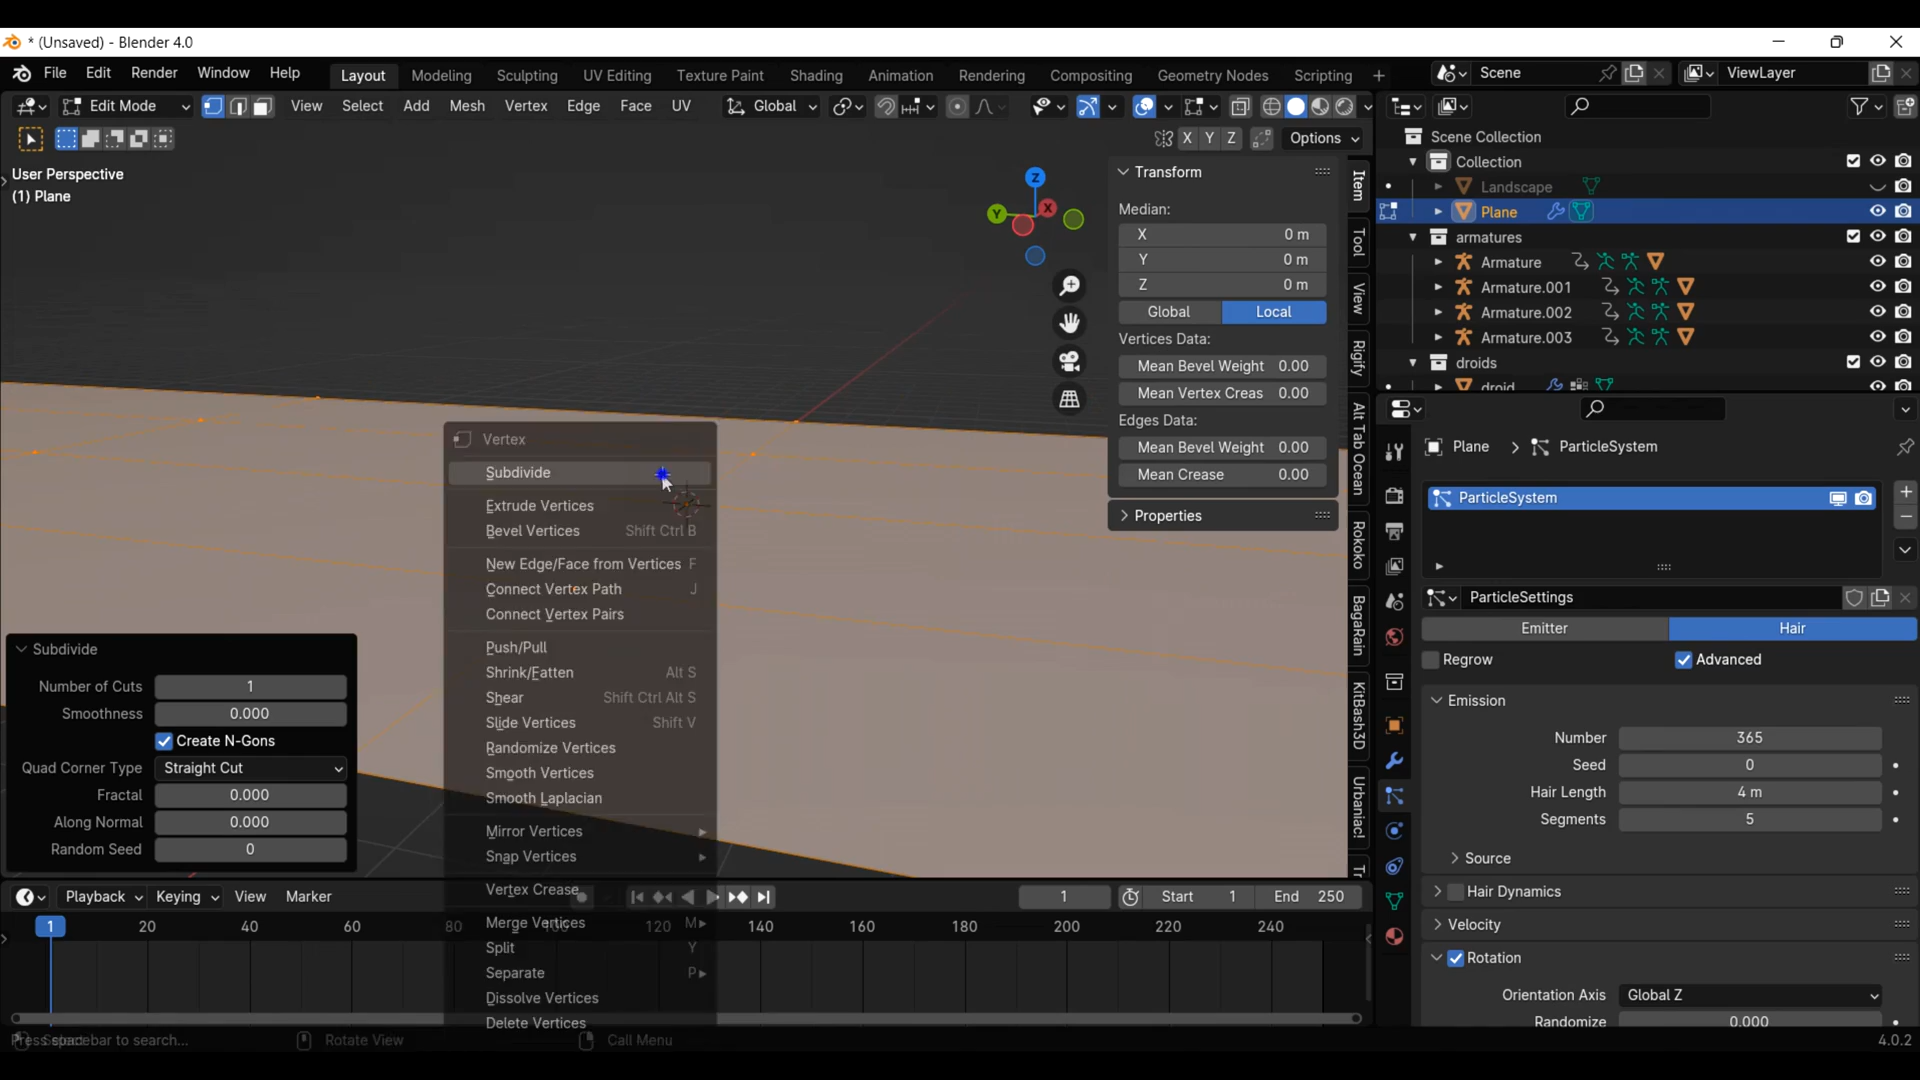 * (Unsaved) - Blender 4.0
File Edit Render Window Help Layout Modeling Sculpting UV Editing Texture Paint Shading Animation Rendering Compositing Geometry Nodes Scripting + Scene ViewLayer
Edit Mode View Select Add Mesh Vertex Edge Face UV Global
X Y Z Options
User Perspective
(1) Plane
Z
Y
X
Transform
Median:
X 0 m
Y 0 m
Z 0 m
Global Local
Vertices Data:
Mean Bevel Weight 0.00
Mean Vertex Creas 0.00
Edges Data:
Mean Bevel Weight 0.00
Mean Crease 0.00
Properties
Item
Tool
View
Rigify
Alt Tab Ocean
Rokoko
BagaRain
KitBash3D
Urbaniac!
Tr
Vertex
Subdivide
Extrude Vertices
Bevel Vertices Shift Ctrl B
New Edge/Face from Vertices F
Connect Vertex Path J
Connect Vertex Pairs
Push/Pull
Shrink/Fatten Alt S
Shear Shift Ctrl Alt S
Slide Vertices Shift V
Randomize Vertices
Smooth Vertices
Smooth Laplacian
Mirror Vertices
Snap Vertices
Vertex Crease
Merge Vertices M
Split Y
Separate P
Dissolve Vertices
Delete Vertices
Subdivide
Number of Cuts 1
Smoothness 0.000
Create N-Gons
Quad Corner Type Straight Cut
Fractal 0.000
Along Normal 0.000
Random Seed 0
Playback Keying View Marker 1 Start 1 End 250
1 20 40 60 80 100 120 140 160 180 200 220 240
Rotate View Call Menu 4.0.2
Scene Collection
Collection
Landscape
Plane
armatures
Armature
Armature.001
Armature.002
Armature.003
droids
droid
Plane > ParticleSystem
ParticleSystem
ParticleSettings
Emitter Hair
Regrow Advanced
Emission
Number 365
Seed 0
Hair Length 4 m
Segments 5
Source
Hair Dynamics
Velocity
Rotation
Orientation Axis Global Z
Randomize 0.000